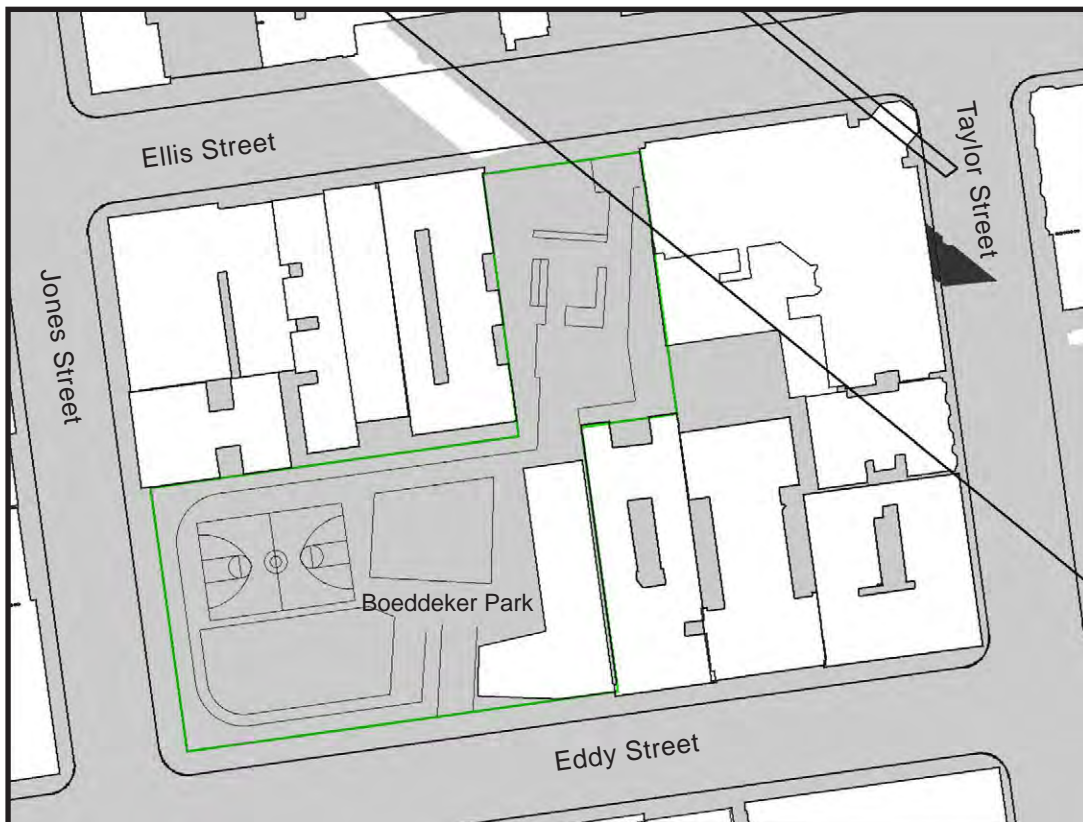 Ellis Street
Taylor Street
Jones Street
Boeddeker Park
Eddy Street